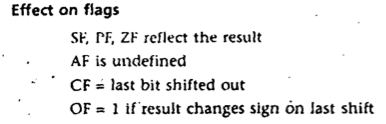 Effect on flags
SF, PF, ZF reflect the result
AF is undefined
CF = last bit shifted out
OF = 1 if result changes sign on last shift